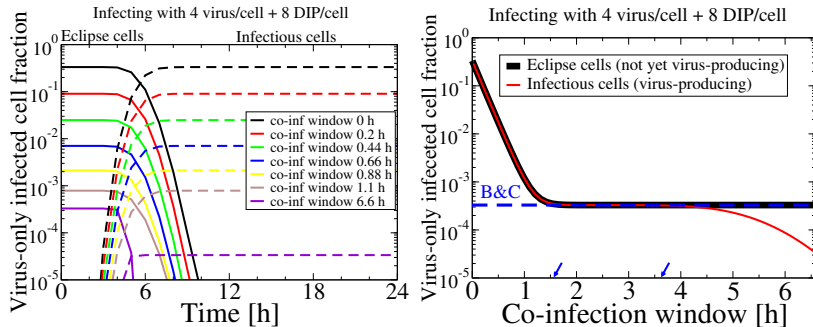 Infecting with 4 virus/cell + 8 DIP/cell
Eclipse cells
Infectious cells
Virus-only infected cell fraction
10^0
10^-1
10^-2
10^-3
10^-4
10^-5
co-inf window 0 h
co-inf window 0.2 h
co-inf window 0.44 h
co-inf window 0.66 h
co-inf window 0.88 h
co-inf window 1.1 h
co-inf window 6.6 h
0 6 12 18 24
Time [h]
Infecting with 4 virus/cell + 8 DIP/cell
Virus-only infeceted cell fraction
10^0
10^-1
10^-2
10^-3
10^-4
10^-5
Eclipse cells (not yet virus-producing)
Infectious cells (virus-producing)
B&C
0 1 2 3 4 5 6
Co-infection window [h]